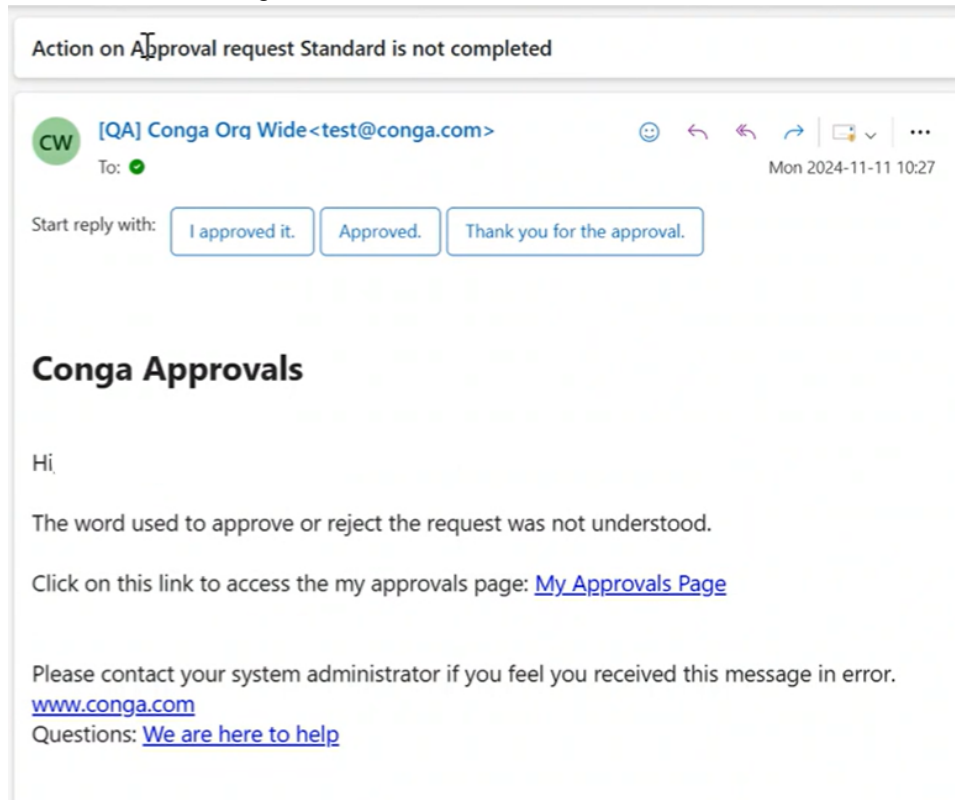 Action on Approval request Standard is not completed
CW
[QA] Conga Org Wide<test@conga.com>
To:
Mon 2024-11-11 10:27
Start reply with:
I approved it.
Approved.
Thank you for the approval.
Conga Approvals
Hi
The word used to approve or reject the request was not understood.
Click on this link to access the my approvals page: My Approvals Page
Please contact your system administrator if you feel you received this message in error.
www.conga.com
Questions: We are here to help